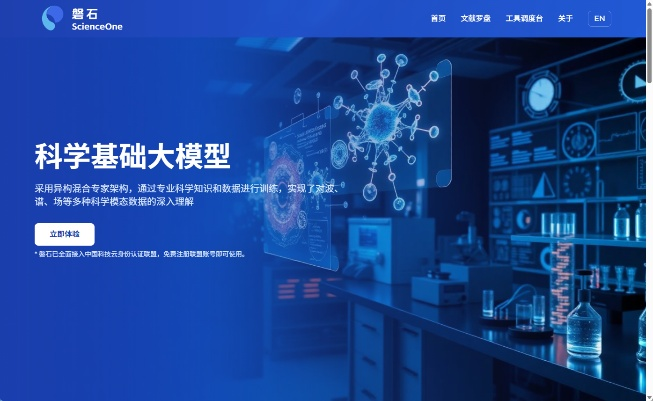 磐石
ScienceOne
首页
文献罗盘
工具调度台
关于
EN
科学基础大模型
采用异构混合专家架构，通过专业科学知识和数据进行训练，实现了对波、
谱、场等多种科学模态数据的深入理解
立即体验
* 磐石已全面接入中国科技云身份认证联盟，免费注册联盟账号即可使用。